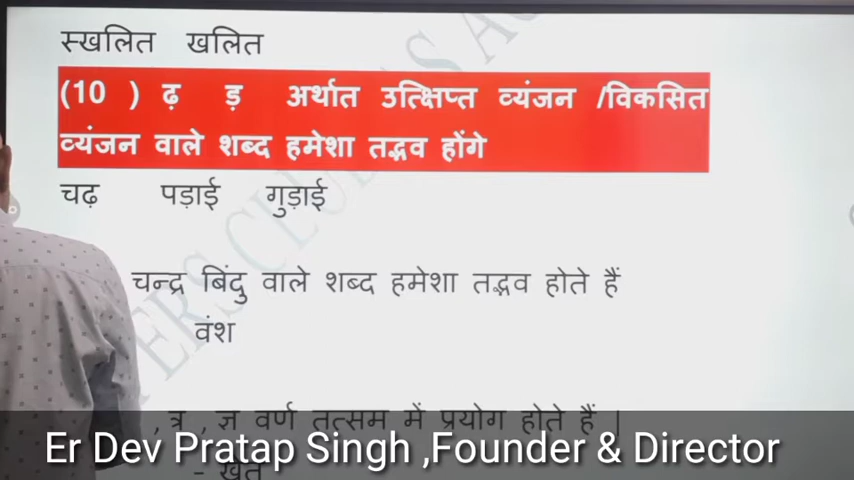 स्खलित खलित
(10 ) ढ़ ड़ अर्थात उत्क्षिप्त व्यंजन /विकसित
व्यंजन वाले शब्द हमेशा तद्भव होंगे
चढ़ पड़ाई गुड़ाई
चन्द्र बिंदु वाले शब्द हमेशा तद्भव होते हैं
वंश
, त्र , ज्ञ वर्ण तत्सम में प्रयोग होते हैं |
Er Dev Pratap Singh ,Founder & Director